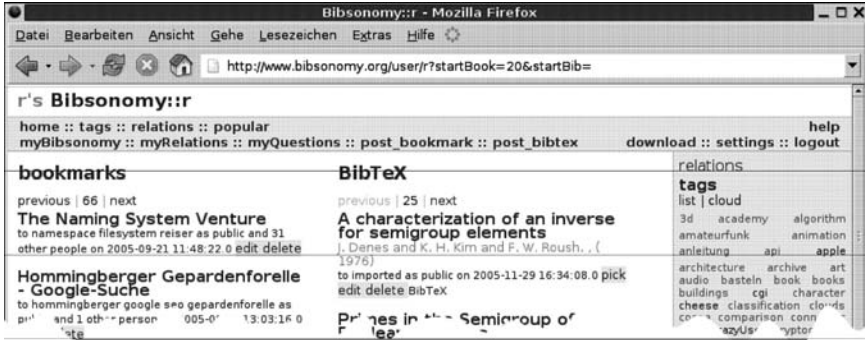 Bibsonomy::r - Mozilla Firefox
Datei Bearbeiten Ansicht Gehe Lesezeichen Extras Hilfe
http://www.bibsonomy.org/user/r?startBook=20&startBib=
r's Bibsonomy::r
home :: tags :: relations :: popular
help
myBibsonomy :: myRelations :: myQuestions :: post_bookmark :: post_bibtex
download :: settings :: logout
bookmarks
previous | 66 | next
The Naming System Venture
to namespace filesystem reiser as public and 31
other people on 2005-09-21 11:48:22.0 edit delete
Hommingberger Gepardenforelle
- Google-Suche
to hommingberger google seo gepardenforelle as
and 1 other person
13:03:16.0
BibTeX
previous | 25 | next
A characterization of an inverse
for semigroup elements
J. Denes and K. H. Kim and F. W. Roush. , (
1976)
to imported as public on 2005-11-29 16:34:08.0 pick
edit delete BibTeX
in the Semigroup of
relations
tags
list | cloud
3d academy algorithm
amateurfunk animation
anleitung api apple
architecture archive art
audio basteln book books
buildings cgi character
cheese classification clouds
comparison